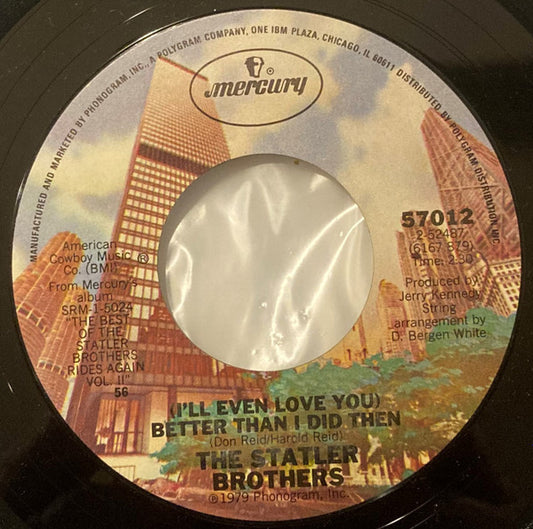 MANUFACTURED AND MARKETED BY PHONOGRAM, INC., A POLYGRAM COMPANY, ONE IBM PLAZA, CHICAGO, IL 60611 DISTRIBUTED BY POLYGRAM DISTRIBUTION, INC.
mercury ®
57012
2-52487
(6167 879)
Time: 2:30
Produced by:
Jerry Kennedy
String
arrangement by
D. Bergen White
American
Cowboy Music ®
Co. (BMI)
From Mercury's
album
SRM-1-5024
"THE BEST
OF THE
STATLER
BROTHERS
RIDES AGAIN
VOL. II"
56
(I'LL EVEN LOVE YOU)
BETTER THAN I DID THEN
(Don Reid/Harold Reid)
THE STATLER
BROTHERS
℗1979 Phonogram, Inc.